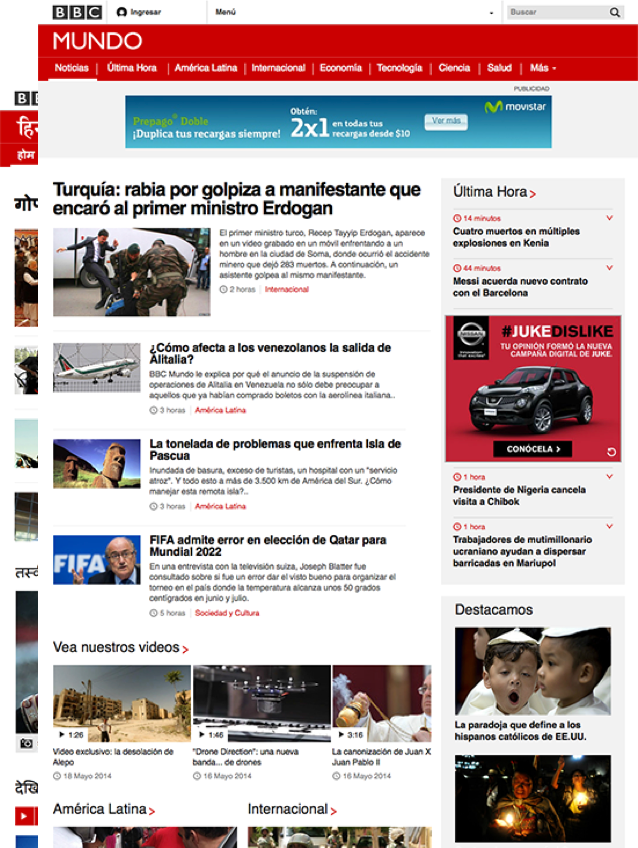 BBC
Ingresar
Menú
Buscar
MUNDO
Noticias
Última Hora
América Latina
Internacional
Economía
Tecnología
Ciencia
Salud
Más
PUBLICIDAD
Prepago Doble
¡Duplica tus recargas siempre!
Obtén:
2x1 en todas tus
recargas desde $10
Ver más
movistar
Turquía: rabia por golpiza a manifestante que
encaró al primer ministro Erdogan
El primer ministro turco, Recep Tayyip Erdogan, aparece
en un video grabado en un móvil enfrentando a un
hombre en la ciudad de Soma, donde ocurrió el accidente
minero que dejó 283 muertos. A continuación, un
asistente golpea al mismo manifestante.
2 horas
Internacional
¿Cómo afecta a los venezolanos la salida de
Alitalia?
BBC Mundo le explica por qué el anuncio de la suspensión de
operaciones de Alitalia en Venezuela no sólo debe preocupar a
aquellos que ya habían comprado boletos con la aerolínea italiana..
3 horas
América Latina
La tonelada de problemas que enfrenta Isla de
Pascua
Inundada de basura, exceso de turistas, un hospital con un "servicio
atroz". Y todo esto a más de 3.500 km de América del Sur. ¿Cómo
manejar esta remota isla?..
3 horas
América Latina
FIFA admite error en elección de Qatar para
Mundial 2022
En una entrevista con la televisión suiza, Joseph Blatter fue
consultado sobre si fue un error dar el visto bueno para organizar el
torneo en el país donde la temperatura alcanza unos 50 grados
centigrados en junio y julio.
5 horas
Sociedad y Cultura
FIFA
Vea nuestros videos
1:26
Video exclusivo: la desolación de
Alepo
18 Mayo 2014
1:46
"Drone Direction": una nueva
banda... de drones
16 Mayo 2014
3:16
La canonización de Juan X
Juan Pablo II
16 Mayo 2014
América Latina
Internacional
Última Hora
14 minutos
Cuatro muertos en múltiples
explosiones en Kenia
44 minutos
Messi acuerda nuevo contrato
con el Barcelona
NISSAN
#JUKEDISLIKE
TU OPINIÓN FORMÓ LA NUEVA
CAMPAÑA DIGITAL DE JUKE.
CONÓCELA
1 hora
Presidente de Nigeria cancela
visita a Chibok
1 hora
Trabajadores de mutimillonario
ucraniano ayudan a dispersar
barricadas en Mariupol
Destacamos
La paradoja que define a los
hispanos católicos de EE.UU.
होम